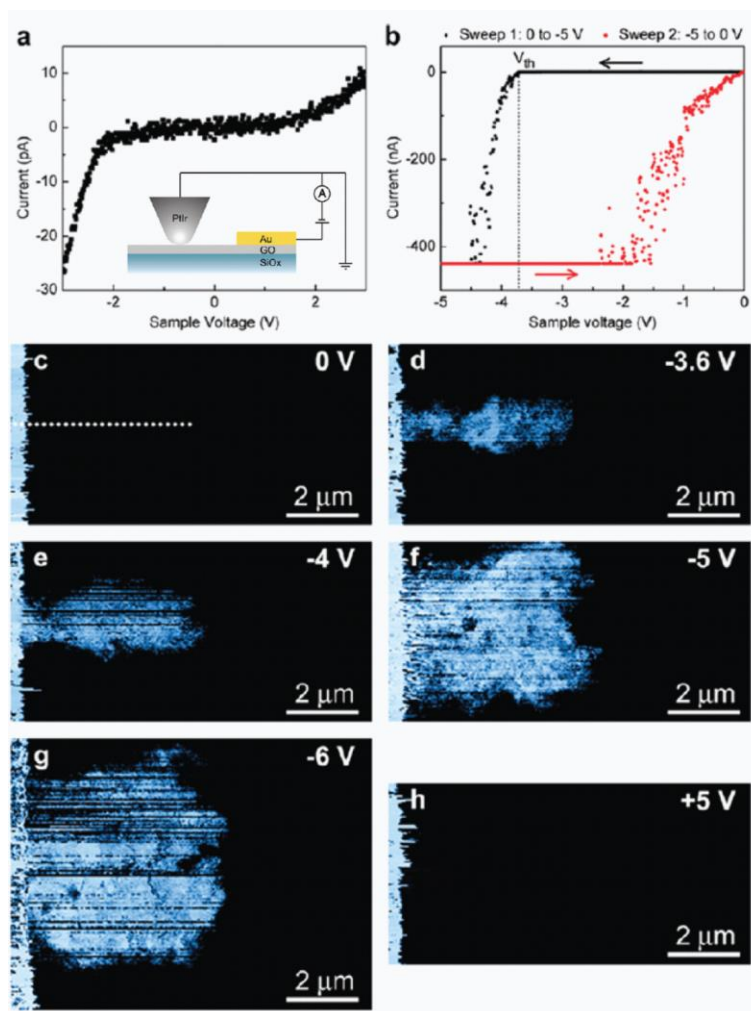 a
10
0
-10
-20
-30
Current (pA)
-2
0
2
Sample Voltage (V)
PtIr
A
Au
GO
SiOx
b
Sweep 1: 0 to -5 V
Sweep 2: -5 to 0 V
Vth
0
-200
-400
Current (nA)
-5
-4
-3
-2
-1
0
Sample voltage (V)
c
0 V
2 μm
d
-3.6 V
2 μm
e
-4 V
2 μm
f
-5 V
2 μm
g
-6 V
2 μm
h
+5 V
2 μm